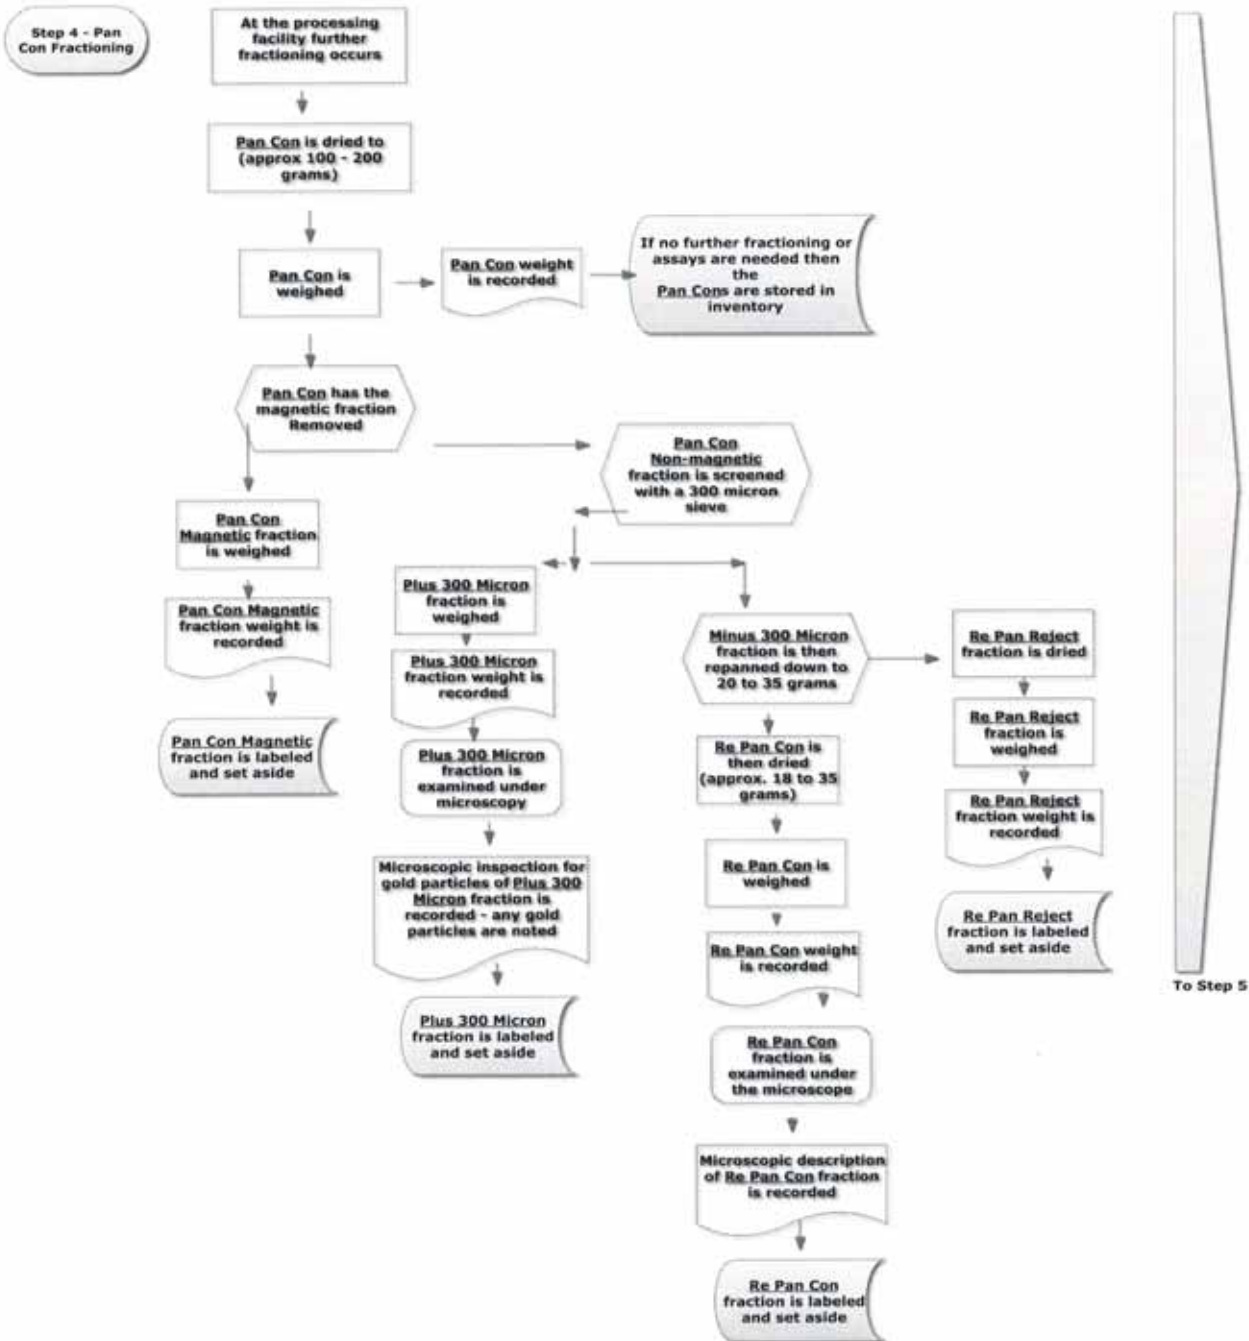 Step 4 - Pan
Con Fractioning
At the processing
facility further
fractioning occurs
Pan Con is dried to
(approx 100 - 200
grams)
Pan Con is
weighed
Pan Con weight
is recorded
If no further fractioning or
assays are needed then
the
Pan Cons are stored in
inventory
Pan Con has the
magnetic fraction
Removed
Pan Con
Non-magnetic
fraction is screened
with a 300 micron
sieve
Pan Con
Magnetic fraction
is weighed
Pan Con Magnetic
fraction weight is
recorded
Pan Con Magnetic
fraction is labeled
and set aside
Plus 300 Micron
fraction is
weighed
Plus 300 Micron
fraction weight is
recorded
Plus 300 Micron
fraction is
examined under
microscopy
Microscopic inspection for
gold particles of Plus 300
Micron fraction is
recorded - any gold
particles are noted
Plus 300 Micron
fraction is labeled
and set aside
Minus 300 Micron
fraction is then
repanned down to
20 to 35 grams
Re Pan Con is
then dried
(approx. 18 to 35
grams)
Re Pan Con is
weighed
Re Pan Con weight
is recorded
Re Pan Con
fraction is
examined under
the microscope
Microscopic description
of Re Pan Con fraction
is recorded
Re Pan Con
fraction is labeled
and set aside
Re Pan Reject
fraction is dried
Re Pan Reject
fraction is
weighed
Re Pan Reject
fraction weight is
recorded
Re Pan Reject
fraction is labeled
and set aside
To Step 5